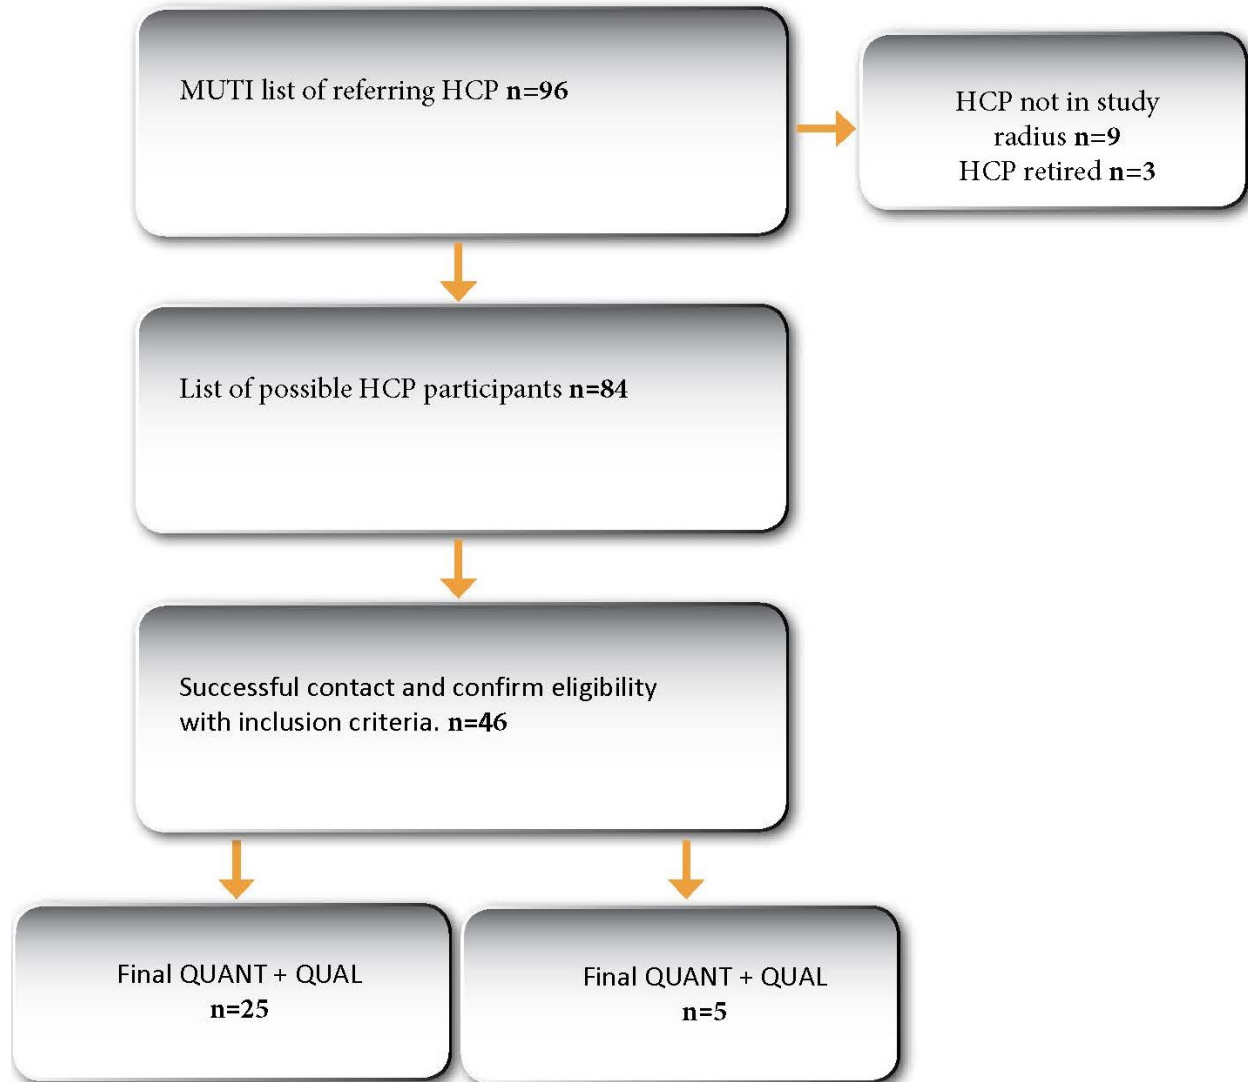 MUTI list of referring HCP n=96
HCP not in study
radius n=9
HCP retired n=3
List of possible HCP participants n=84
Successful contact and confirm eligibility
with inclusion criteria. n=46
Final QUANT + QUAL
n=25
Final QUANT + QUAL
n=5